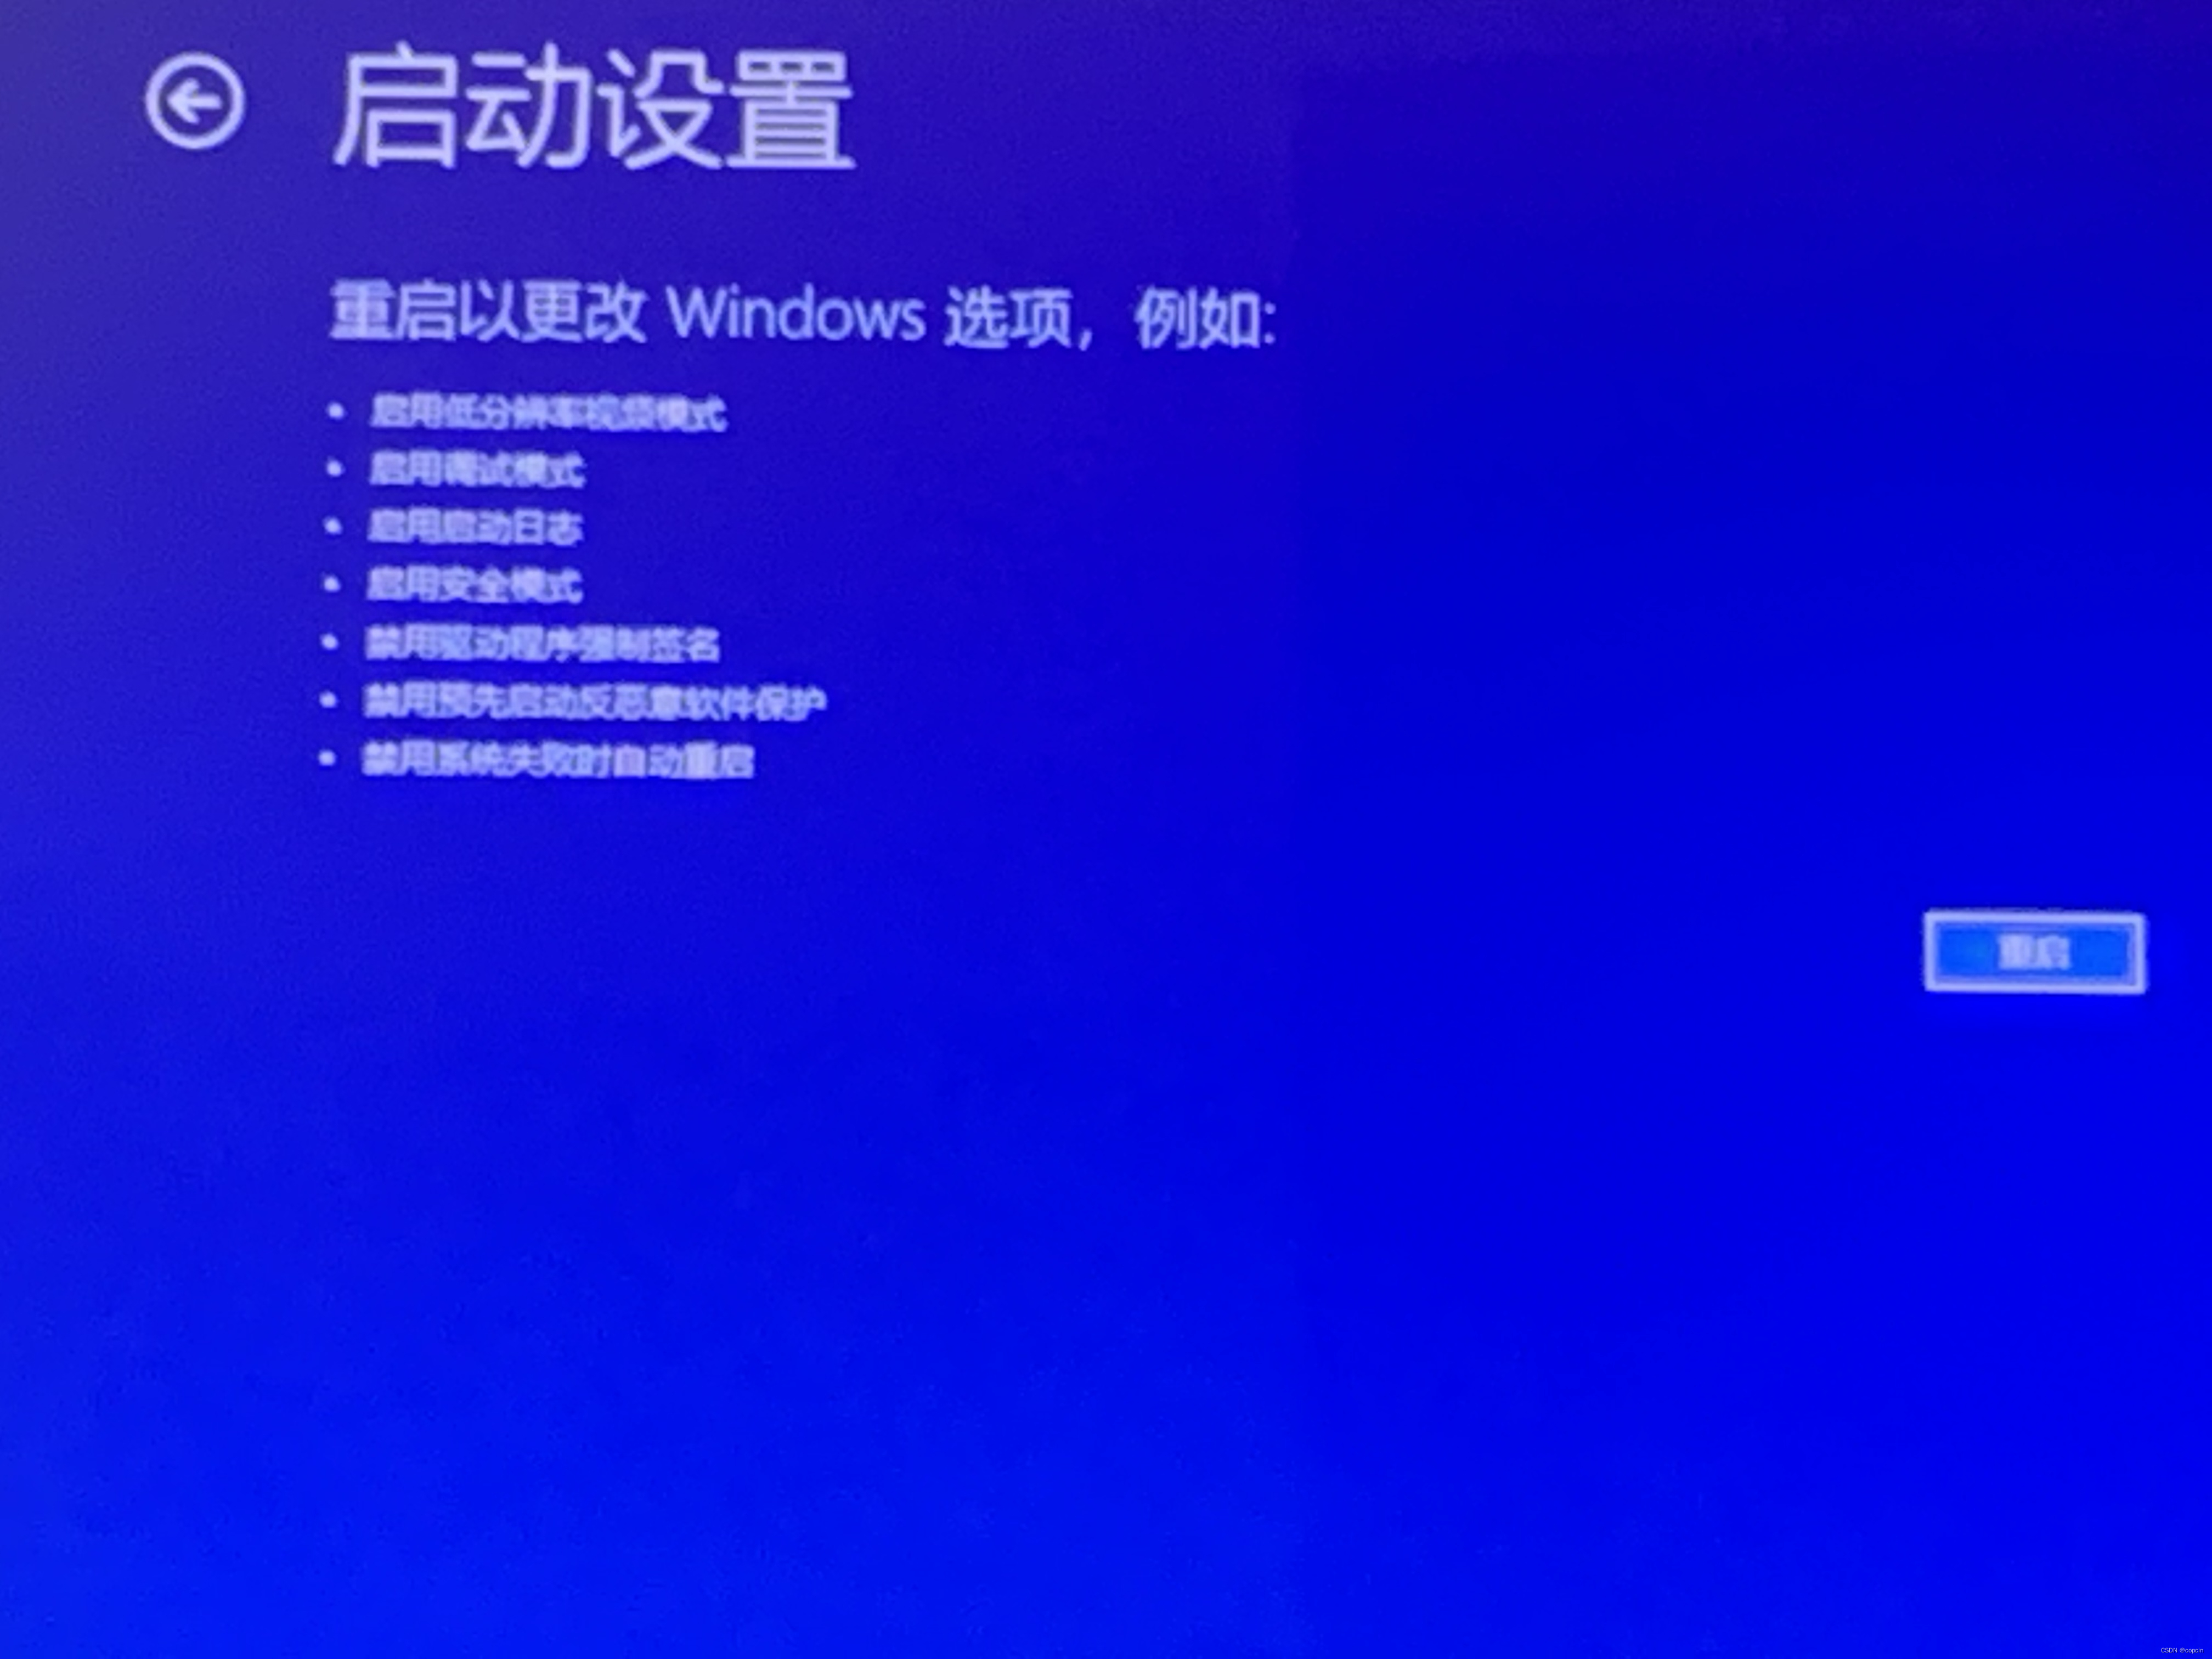 启动设置
重启以更改 Windows 选项，例如:
• 启用低分辨率视频模式
• 启用调试模式
• 启用启动日志
• 启用安全模式
• 禁用驱动程序强制签名
• 禁用预先启动反恶意软件保护
• 禁用系统失败时自动重启
重启
CSDN @copcin